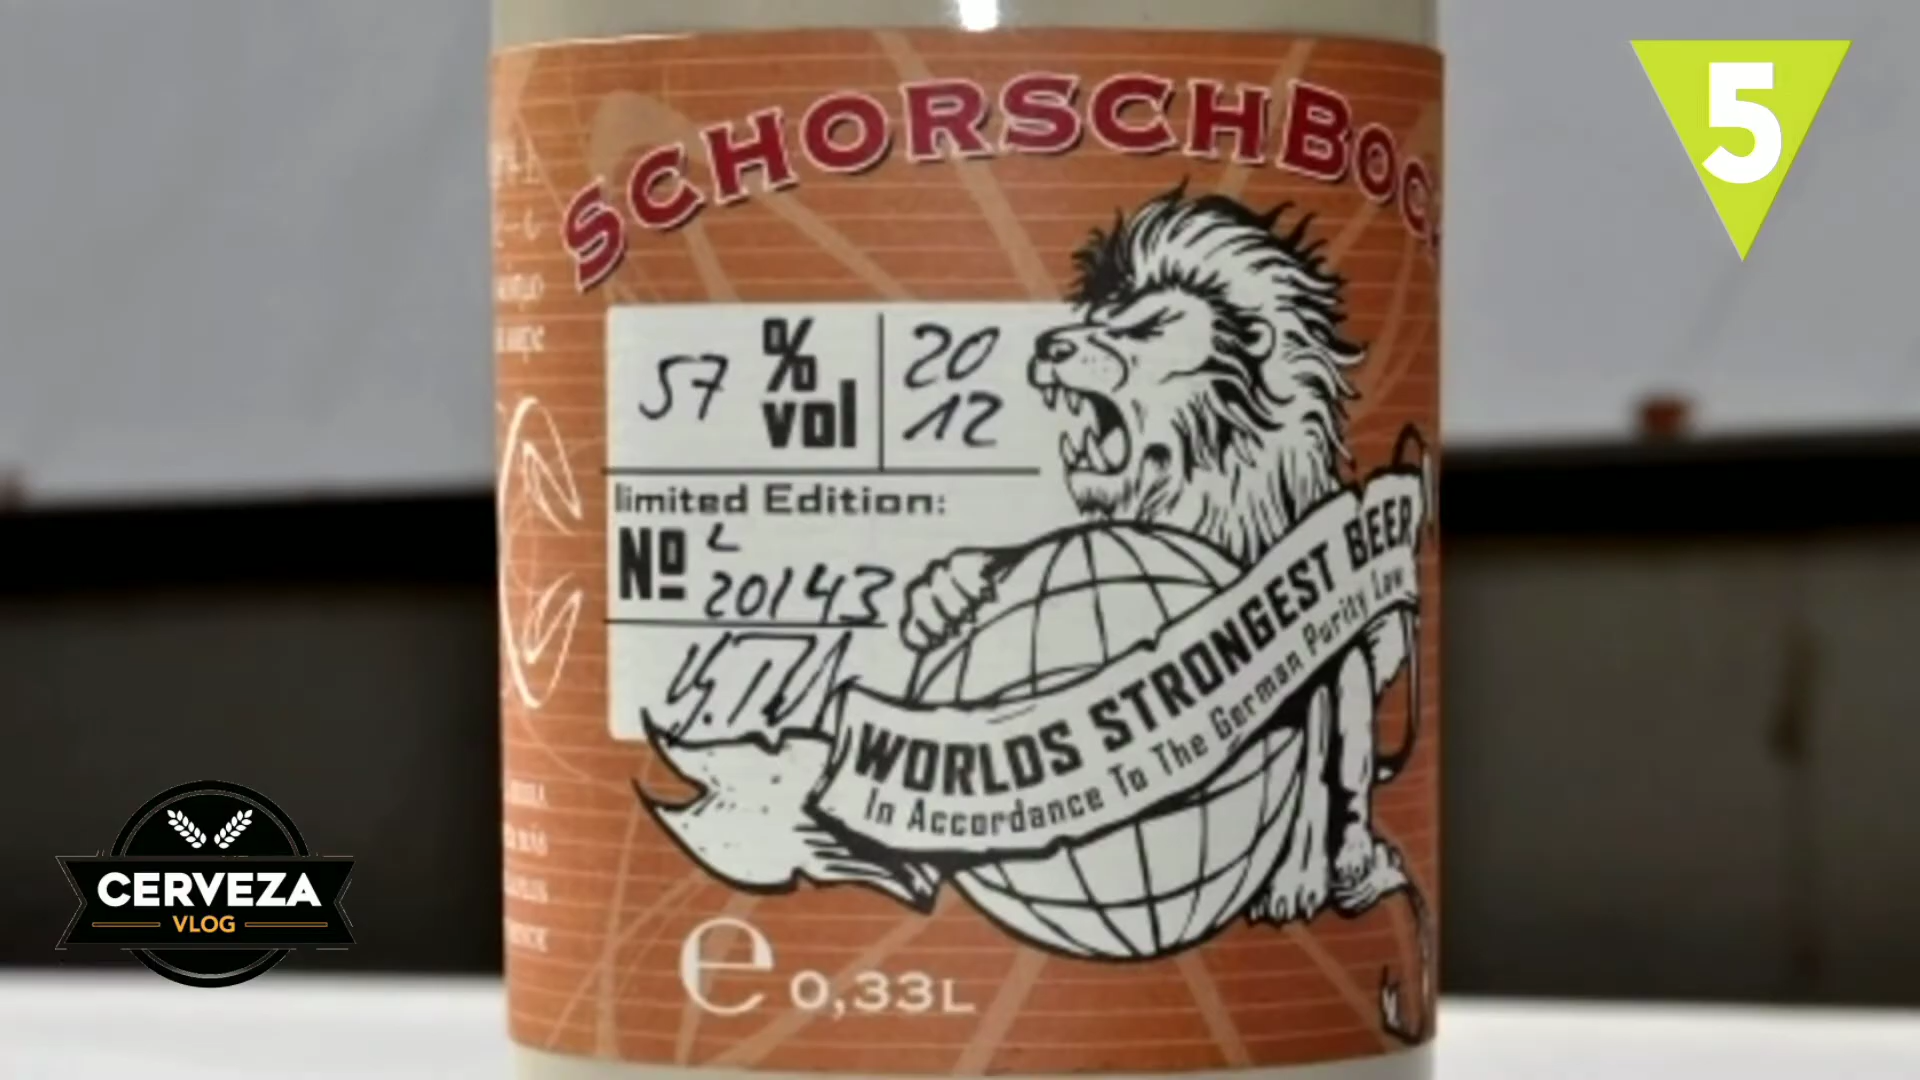 SCHORSCHBOC
5
57 % vol
20
12
limited Edition:
Nº L
20143
WORLDS STRONGEST BEER
In Accordance To The German Purity Law
e 0,33L
CERVEZA
VLOG